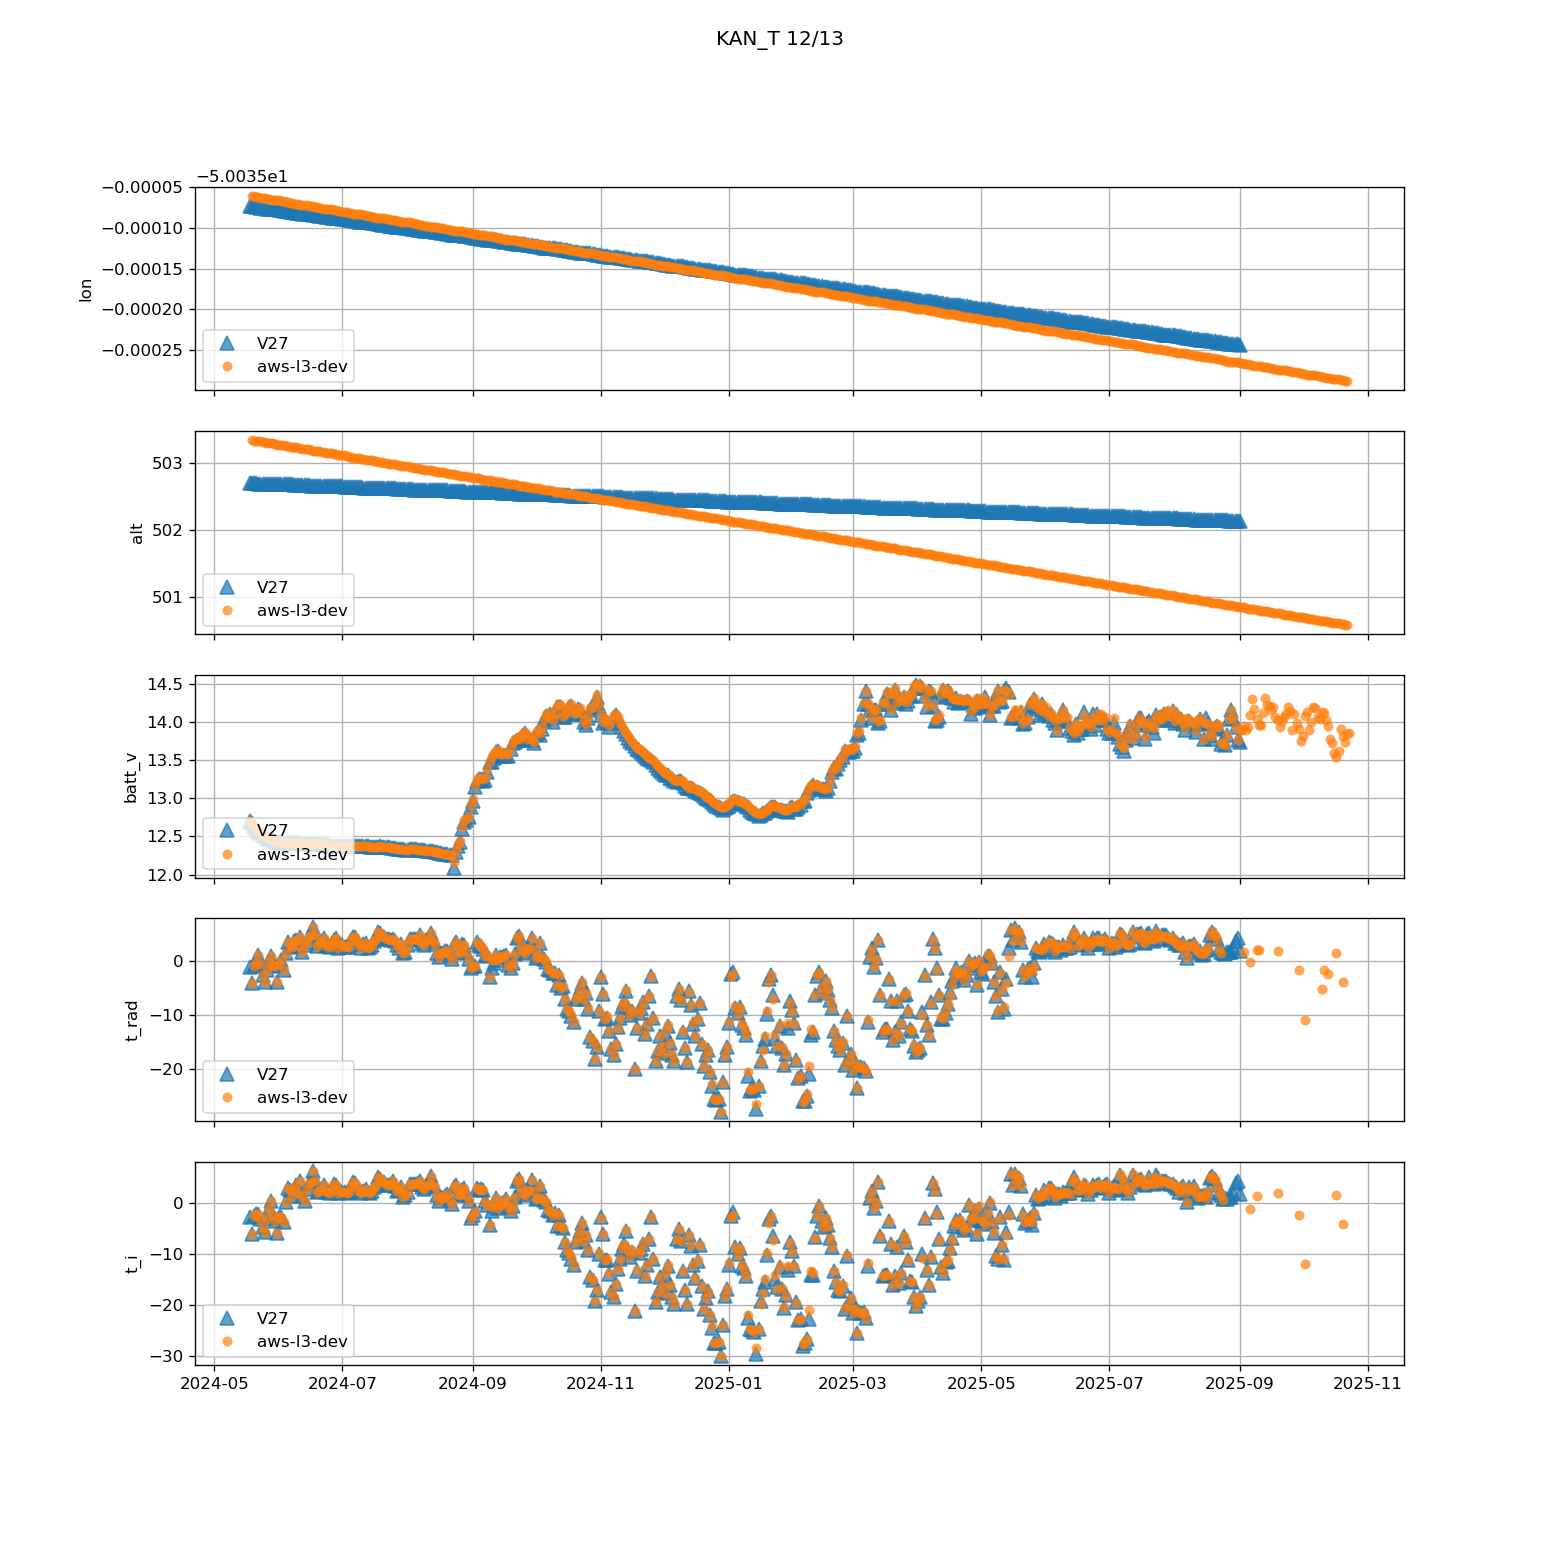 KAN_T 12/13
−5.0035e1
−0.00005
−0.00010
−0.00015
−0.00020
−0.00025
lon
V27
aws-l3-dev
503
502
501
alt
V27
aws-l3-dev
14.5
14.0
13.5
13.0
12.5
12.0
batt_v
V27
aws-l3-dev
0
−10
−20
t_rad
V27
aws-l3-dev
0
−10
−20
−30
t_i
V27
aws-l3-dev
2024-05 2024-07 2024-09 2024-11 2025-01 2025-03 2025-05 2025-07 2025-09 2025-11